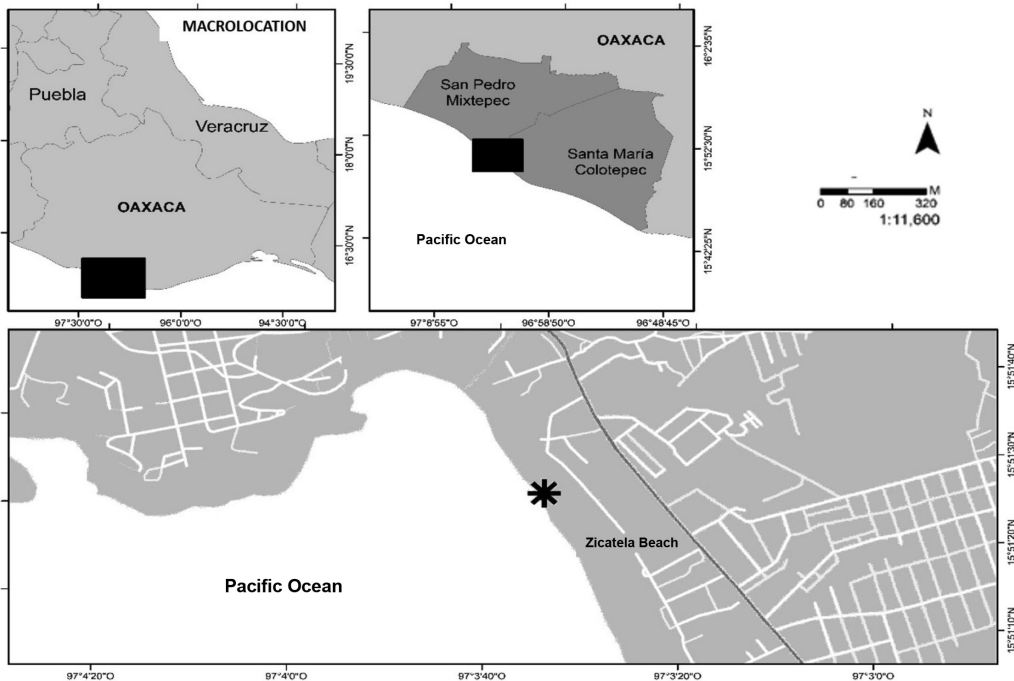 MACROLOCATION
Puebla
Veracruz
OAXACA
19°30'0"N
18°0'0"N
16°30'0"N
97°30'0"O 96°0'0"O 94°30'0"O
OAXACA
San Pedro
Mixtepec
Santa María
Colotepec
Pacific Ocean
16°2'35"N
15°52'30"N
15°42'25"N
97°8'55"O 96°58'50"O 96°48'45"O
N
M
0 80 160 320
1:11,600
Zicatela Beach
Pacific Ocean
15°51'40"N
15°51'30"N
15°51'20"N
15°51'10"N
97°4'20"O 97°4'0"O 97°3'40"O 97°3'20"O 97°3'0"O